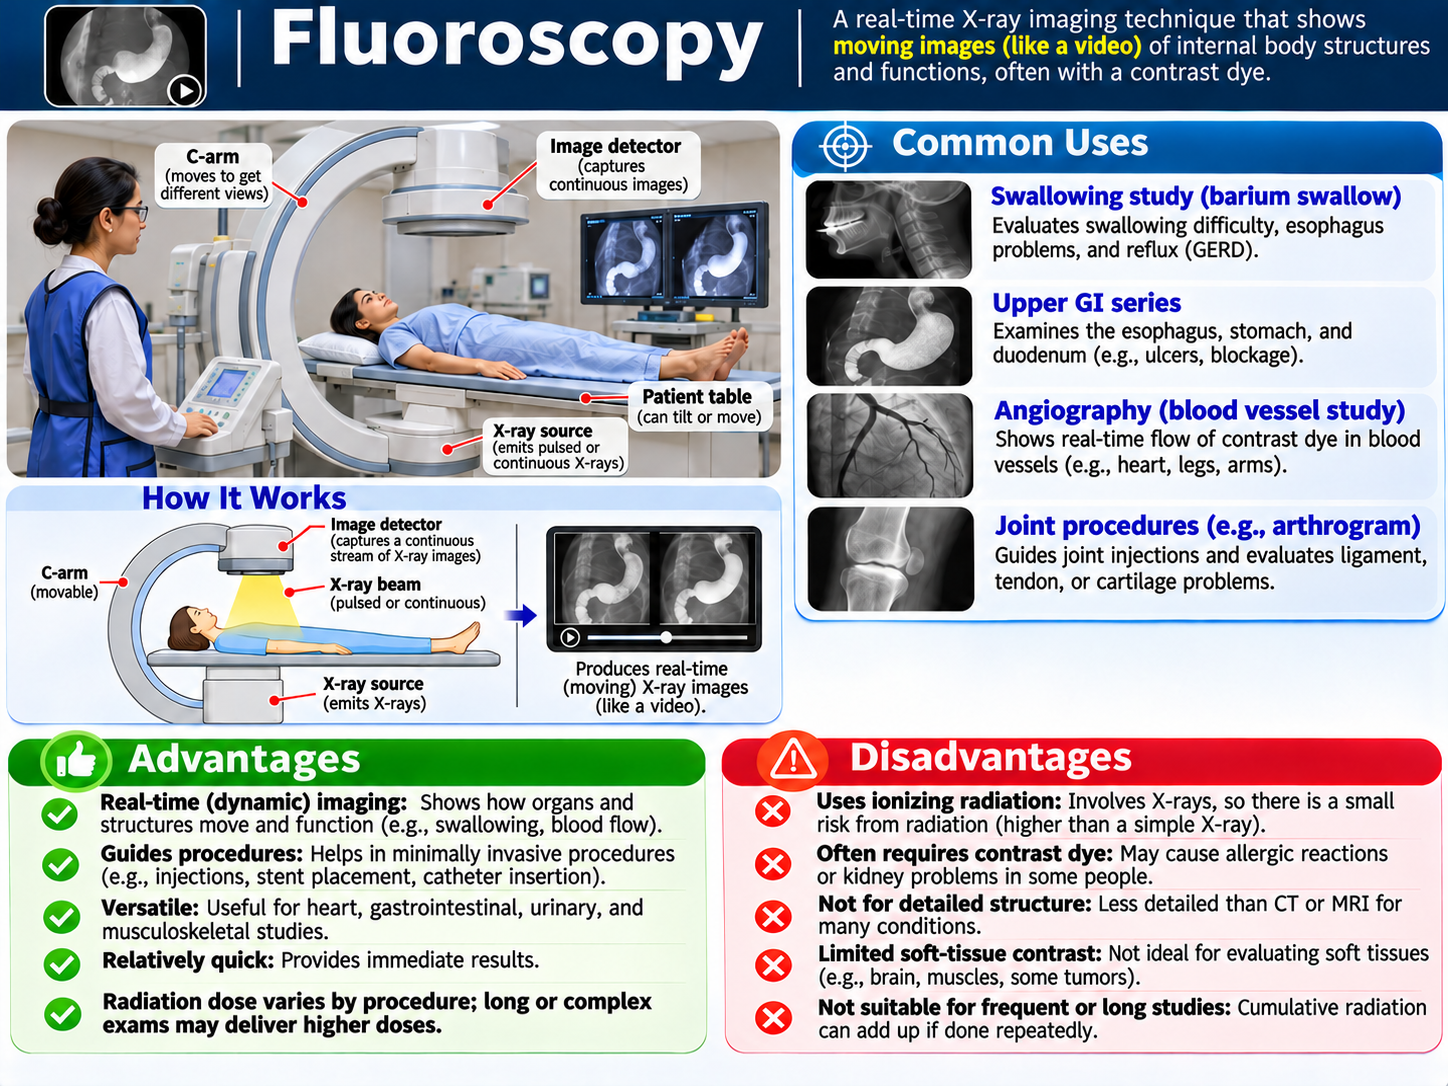 Fluoroscopy
A real-time X-ray imaging technique that shows
moving images (like a video) of internal body structures
and functions, often with a contrast dye.
C-arm
(moves to get
different views)
Image detector
(captures
continuous images)
Patient table
(can tilt or move)
X-ray source
(emits pulsed or
continuous X-rays)
How It Works
Image detector
(captures a continuous
stream of X-ray images)
C-arm
(movable)
X-ray beam
(pulsed or continuous)
X-ray source
(emits X-rays)
Produces real-time
(moving) X-ray images
(like a video).
Common Uses
Swallowing study (barium swallow)
Evaluates swallowing difficulty, esophagus
problems, and reflux (GERD).
Upper GI series
Examines the esophagus, stomach, and
duodenum (e.g., ulcers, blockage).
Angiography (blood vessel study)
Shows real-time flow of contrast dye in blood
vessels (e.g., heart, legs, arms).
Joint procedures (e.g., arthrogram)
Guides joint injections and evaluates ligament,
tendon, or cartilage problems.
Advantages
Real-time (dynamic) imaging: Shows how organs and
structures move and function (e.g., swallowing, blood flow).
Guides procedures: Helps in minimally invasive procedures
(e.g., injections, stent placement, catheter insertion).
Versatile: Useful for heart, gastrointestinal, urinary, and
musculoskeletal studies.
Relatively quick: Provides immediate results.
Radiation dose varies by procedure; long or complex
exams may deliver higher doses.
Disadvantages
Uses ionizing radiation: Involves X-rays, so there is a small
risk from radiation (higher than a simple X-ray).
Often requires contrast dye: May cause allergic reactions
or kidney problems in some people.
Not for detailed structure: Less detailed than CT or MRI for
many conditions.
Limited soft-tissue contrast: Not ideal for evaluating soft tissues
(e.g., brain, muscles, some tumors).
Not suitable for frequent or long studies: Cumulative radiation
can add up if done repeatedly.